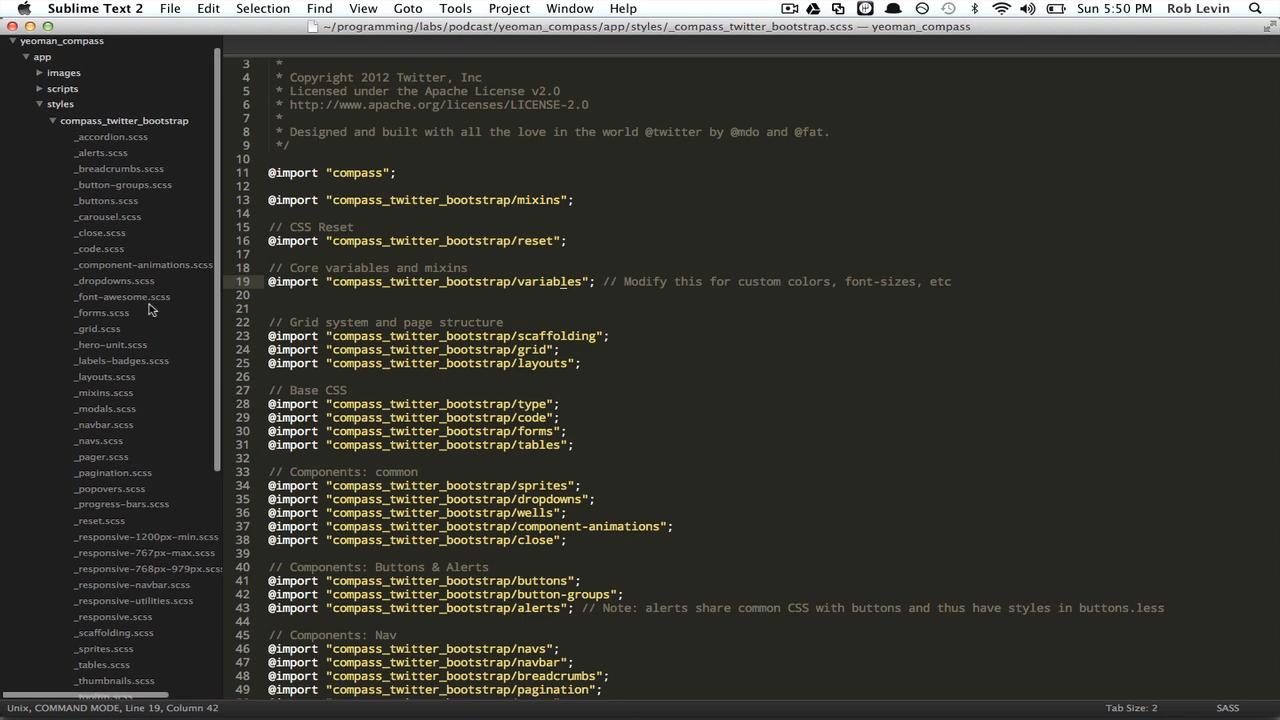 Sublime Text 2 File Edit Selection Find View Goto Tools Project Window Help Sun 5:50 PM Rob Levin
~/programming/labs/podcast/yeoman_compass/app/styles/_compass_twitter_bootstrap.scss — yeoman_compass
yeoman_compass
app
images
scripts
styles
compass_twitter_bootstrap
_accordion.scss
_alerts.scss
_breadcrumbs.scss
_button-groups.scss
_buttons.scss
_carousel.scss
_close.scss
_code.scss
_component-animations.scss
_dropdowns.scss
_font-awesome.scss
_forms.scss
_grid.scss
_hero-unit.scss
_labels-badges.scss
_layouts.scss
_mixins.scss
_modals.scss
_navbar.scss
_navs.scss
_pager.scss
_pagination.scss
_popovers.scss
_progress-bars.scss
_reset.scss
_responsive-1200px-min.scss
_responsive-767px-max.scss
_responsive-768px-979px.scss
_responsive-navbar.scss
_responsive-utilities.scss
_responsive.scss
_scaffolding.scss
_sprites.scss
_tables.scss
_thumbnails.scss
3 *
4 * Copyright 2012 Twitter, Inc
5 * Licensed under the Apache License v2.0
6 * http://www.apache.org/licenses/LICENSE-2.0
7 *
8 * Designed and built with all the love in the world @twitter by @mdo and @fat.
9 */
10
11 @import "compass";
12
13 @import "compass_twitter_bootstrap/mixins";
14
15 // CSS Reset
16 @import "compass_twitter_bootstrap/reset";
17
18 // Core variables and mixins
19 @import "compass_twitter_bootstrap/variables"; // Modify this for custom colors, font-sizes, etc
20
21
22 // Grid system and page structure
23 @import "compass_twitter_bootstrap/scaffolding";
24 @import "compass_twitter_bootstrap/grid";
25 @import "compass_twitter_bootstrap/layouts";
26
27 // Base CSS
28 @import "compass_twitter_bootstrap/type";
29 @import "compass_twitter_bootstrap/code";
30 @import "compass_twitter_bootstrap/forms";
31 @import "compass_twitter_bootstrap/tables";
32
33 // Components: common
34 @import "compass_twitter_bootstrap/sprites";
35 @import "compass_twitter_bootstrap/dropdowns";
36 @import "compass_twitter_bootstrap/wells";
37 @import "compass_twitter_bootstrap/component-animations";
38 @import "compass_twitter_bootstrap/close";
39
40 // Components: Buttons & Alerts
41 @import "compass_twitter_bootstrap/buttons";
42 @import "compass_twitter_bootstrap/button-groups";
43 @import "compass_twitter_bootstrap/alerts"; // Note: alerts share common CSS with buttons and thus have styles in buttons.less
44
45 // Components: Nav
46 @import "compass_twitter_bootstrap/navs";
47 @import "compass_twitter_bootstrap/navbar";
48 @import "compass_twitter_bootstrap/breadcrumbs";
49 @import "compass_twitter_bootstrap/pagination";
Unix, COMMAND MODE, Line 19, Column 42 Tab Size: 2 SASS